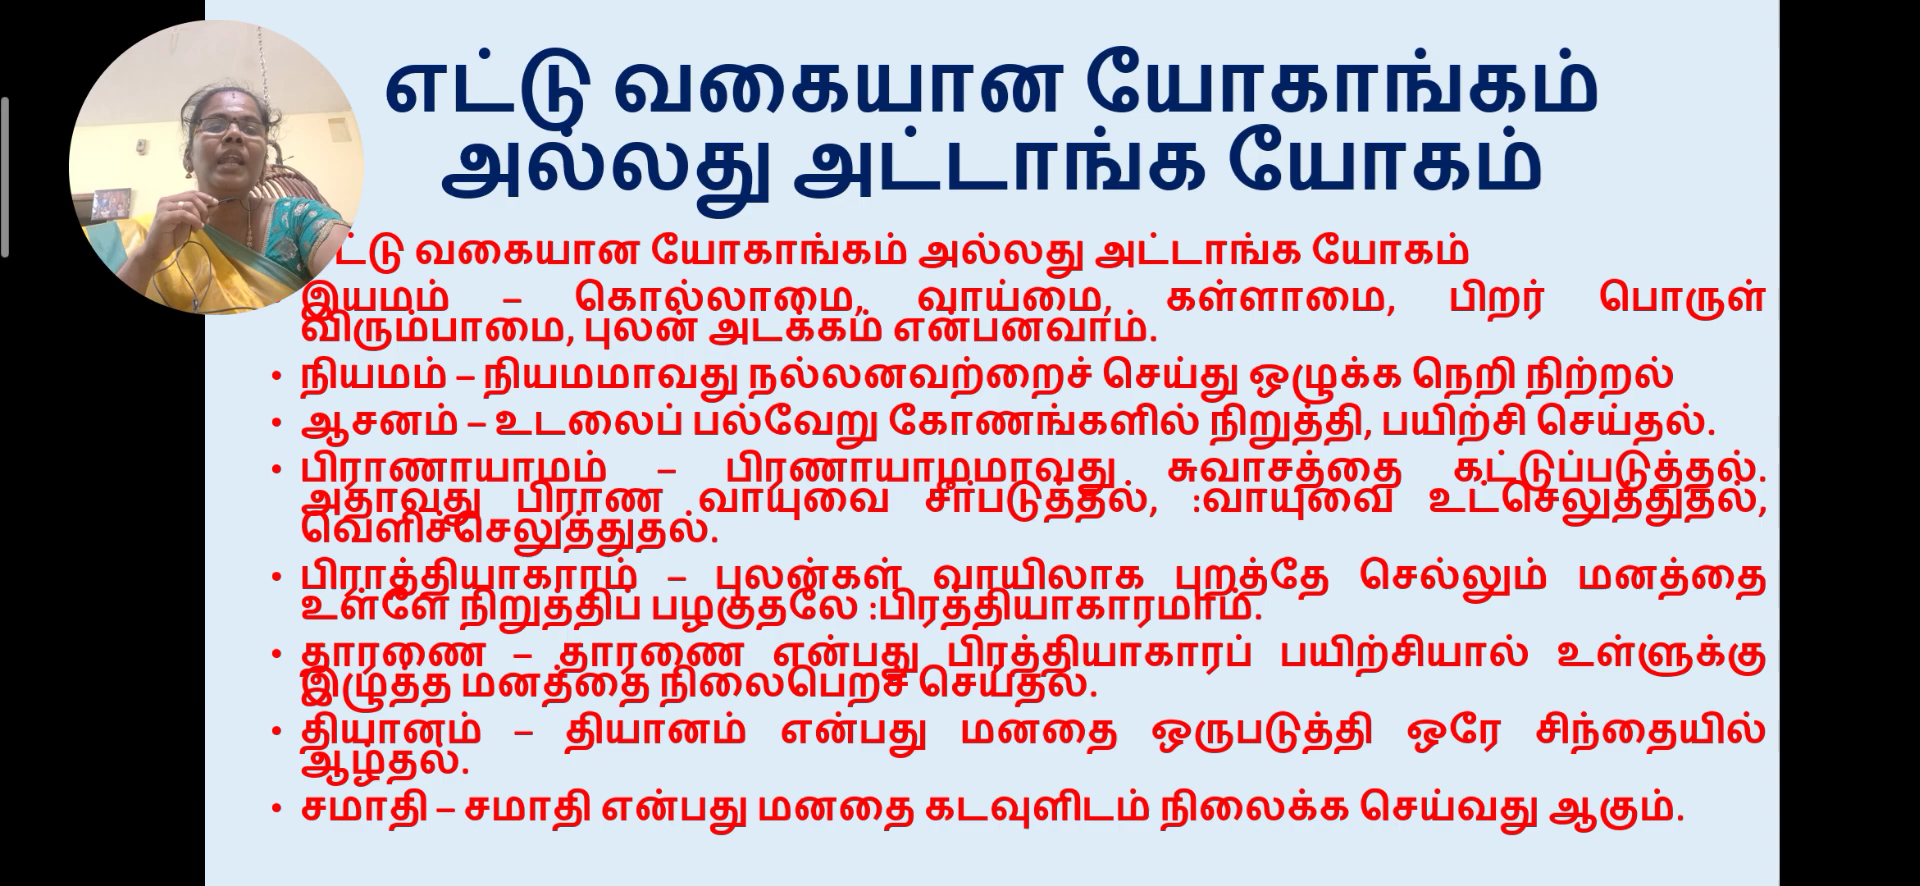 எட்டு வகையான யோகாங்கம்
அல்லது அட்டாங்க யோகம்
ட்டு வகையான யோகாங்கம் அல்லது அட்டாங்க யோகம்
• இயமம் – கொல்லாமை, வாய்மை, கள்ளாமை, பிறர் பொருள்
விரும்பாமை, புலன் அடக்கம் என்பனவாம்.
• நியமம் – நியமமாவது நல்லனவற்றைச் செய்து ஒழுக்க நெறி நிற்றல்
• ஆசனம் – உடலைப் பல்வேறு கோணங்களில் நிறுத்தி, பயிற்சி செய்தல்.
• பிராணாயாமம் – பிரணாயாமமாவது சுவாசத்தை கட்டுப்படுத்தல்.
அதாவது பிராண வாயுவை சீர்படுத்தல், :வாயுவை உட்செலுத்துதல்,
வெளிச்செலுத்துதல்.
• பிராத்தியாகாரம் – புலன்கள் வாயிலாக புறத்தே செல்லும் மனத்தை
உள்ளே நிறுத்திப் பழகுதலே :பிரத்தியாகாரமாம்.
• தாரணை – தாரணை என்பது பிரத்தியாகாரப் பயிற்சியால் உள்ளுக்கு
இழுத்த மனத்தை நிலைபெறச் செய்தல்.
• தியானம் – தியானம் என்பது மனதை ஒருபடுத்தி ஒரே சிந்தையில்
ஆழ்தல்.
• சமாதி – சமாதி என்பது மனதை கடவுளிடம் நிலைக்க செய்வது ஆகும்.